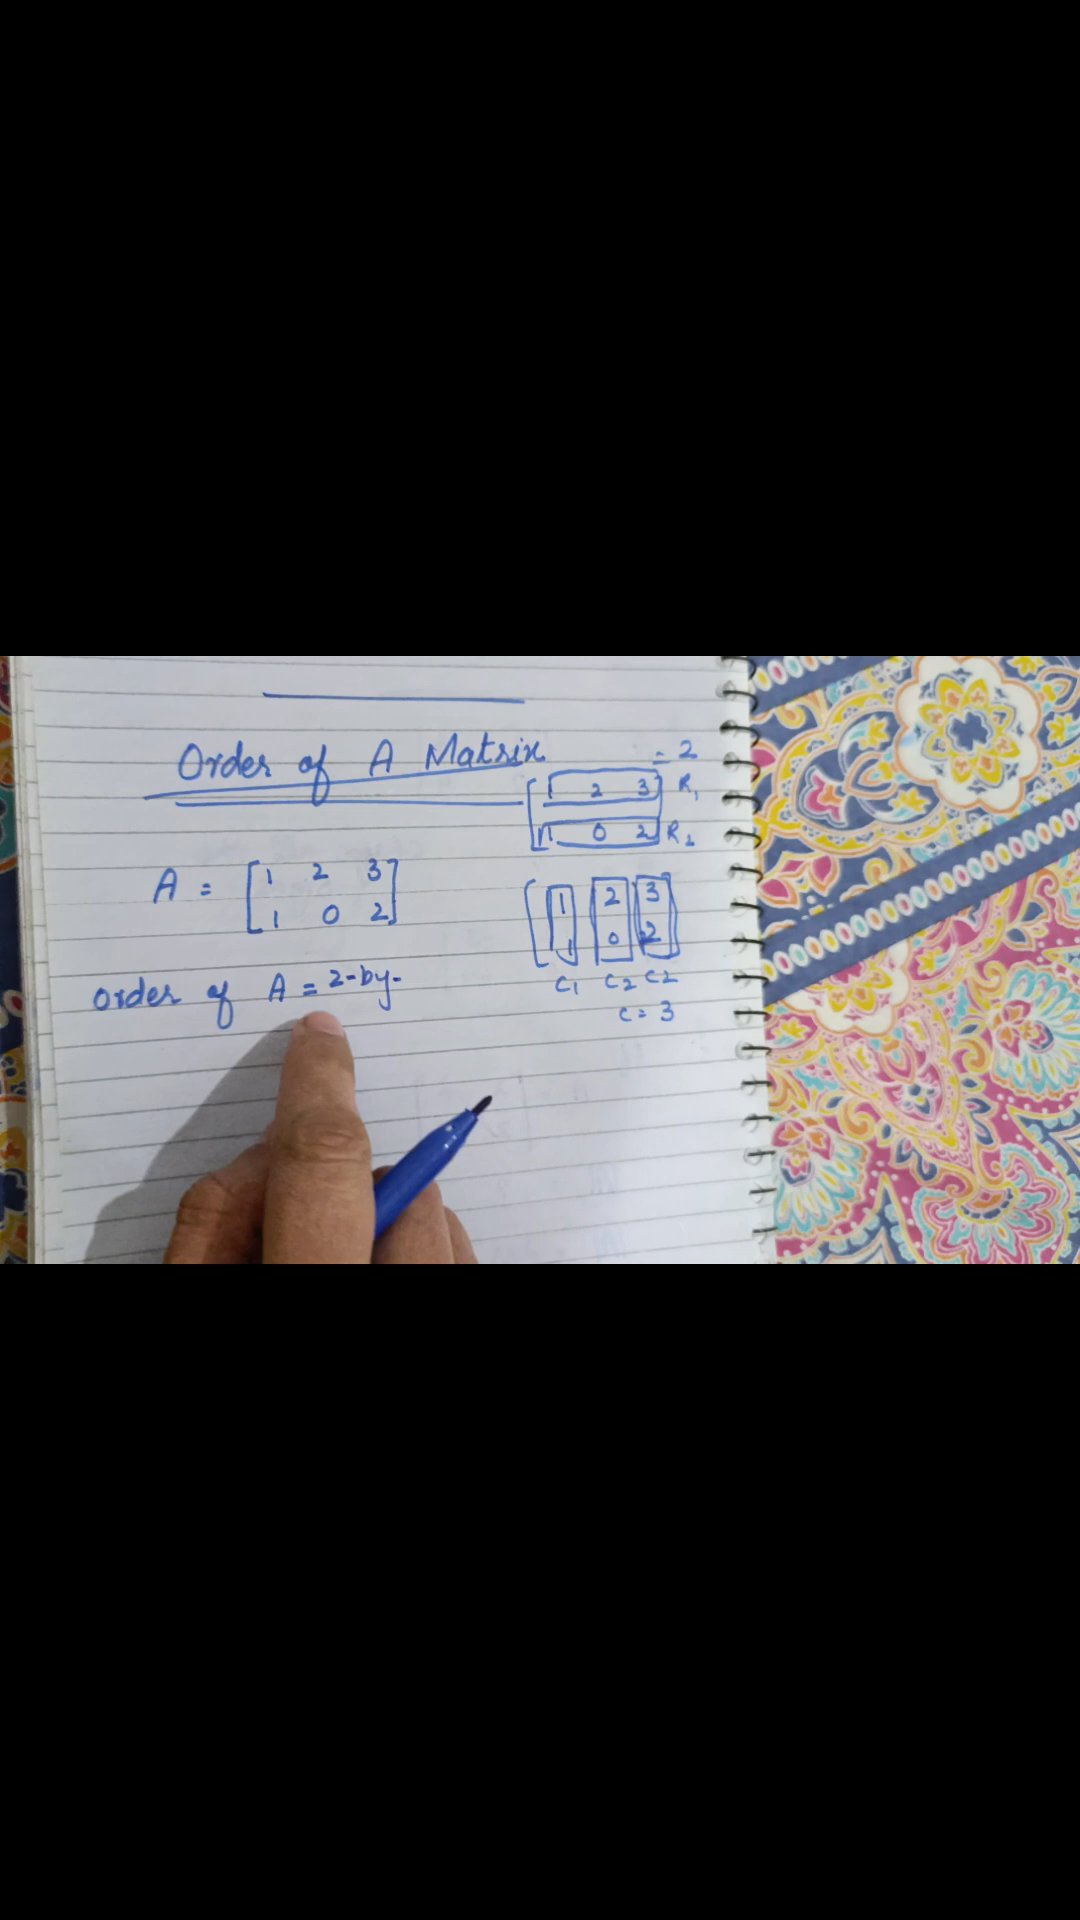 Order of A Matrix
= 2
1 2 3 R1
1 0 2 R2
A = [1 2 3
1 0 2]
1 2 3
1 0 2
C1 C2 C2
C = 3
Order of A = 2-by-